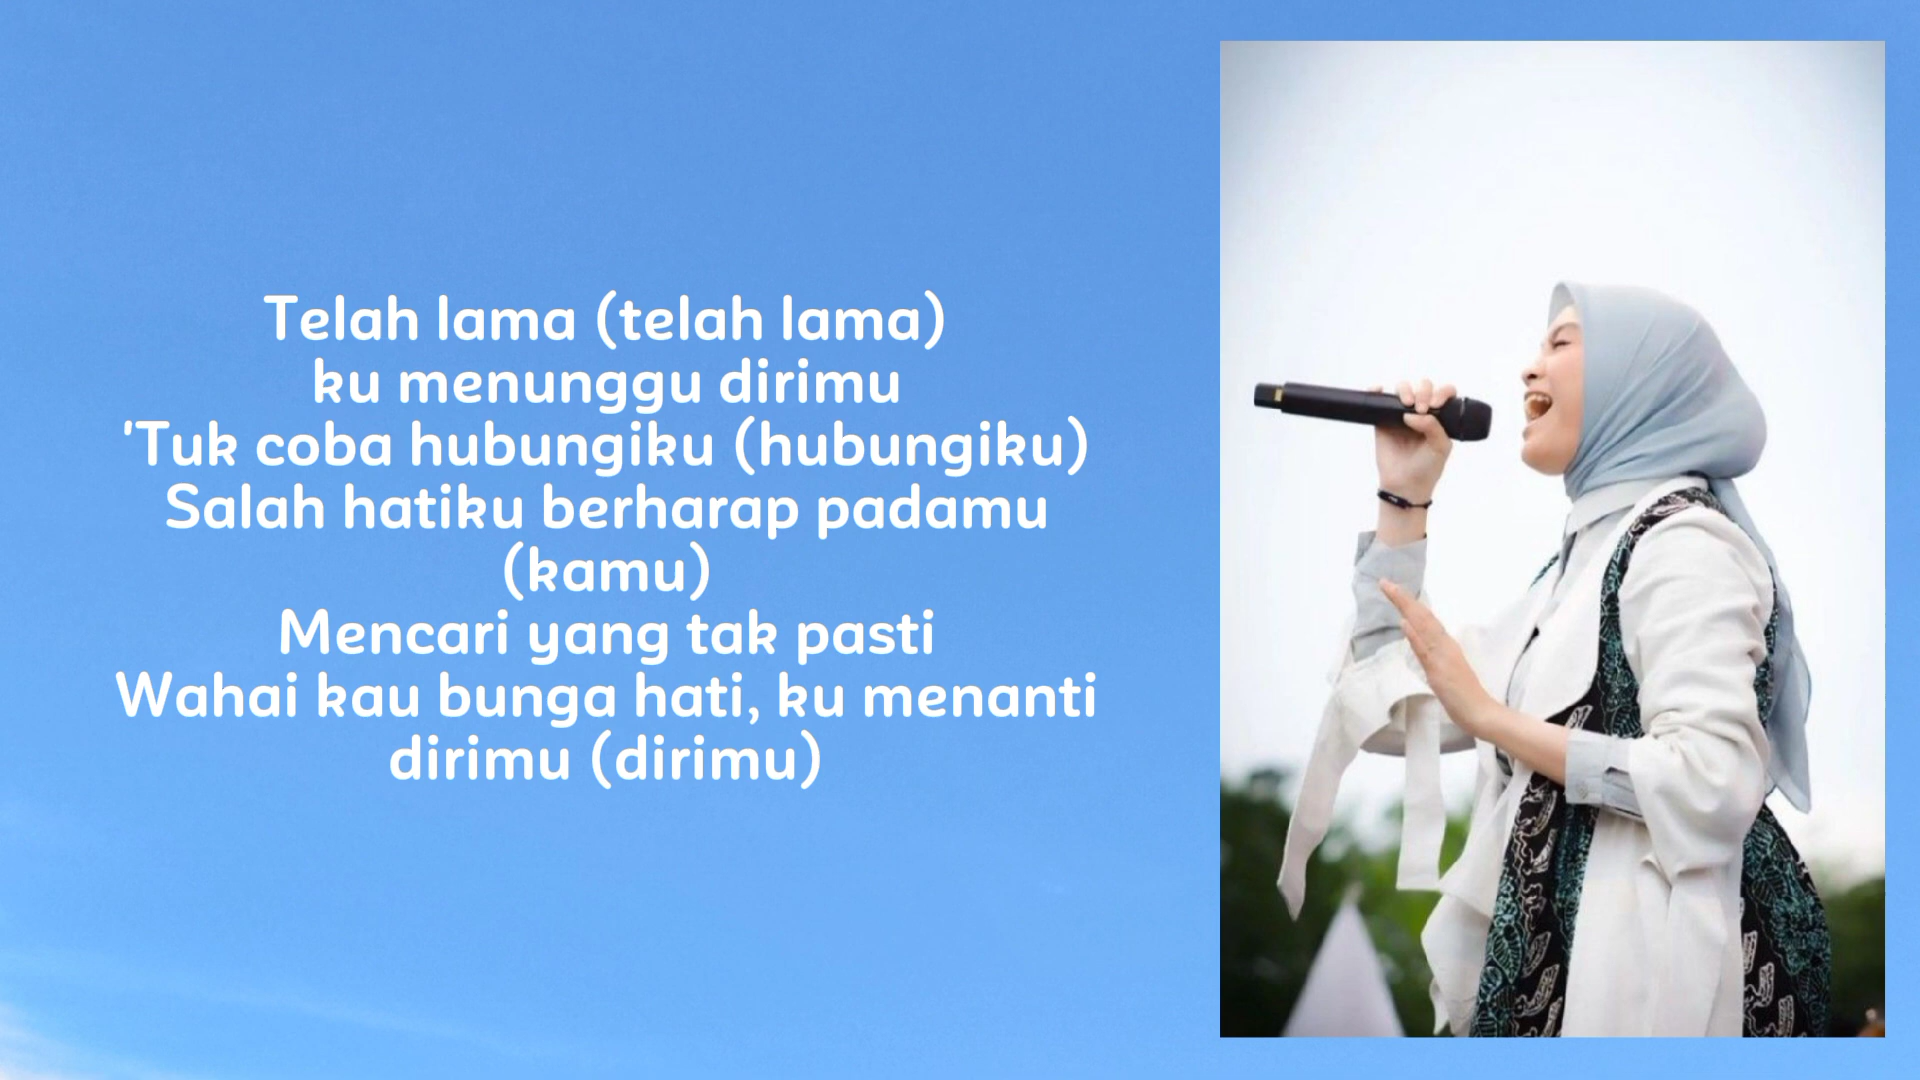 Telah lama (telah lama)
ku menunggu dirimu
'Tuk coba hubungiku (hubungiku)
Salah hatiku berharap padamu
(kamu)
Mencari yang tak pasti
Wahai kau bunga hati, ku menanti
dirimu (dirimu)